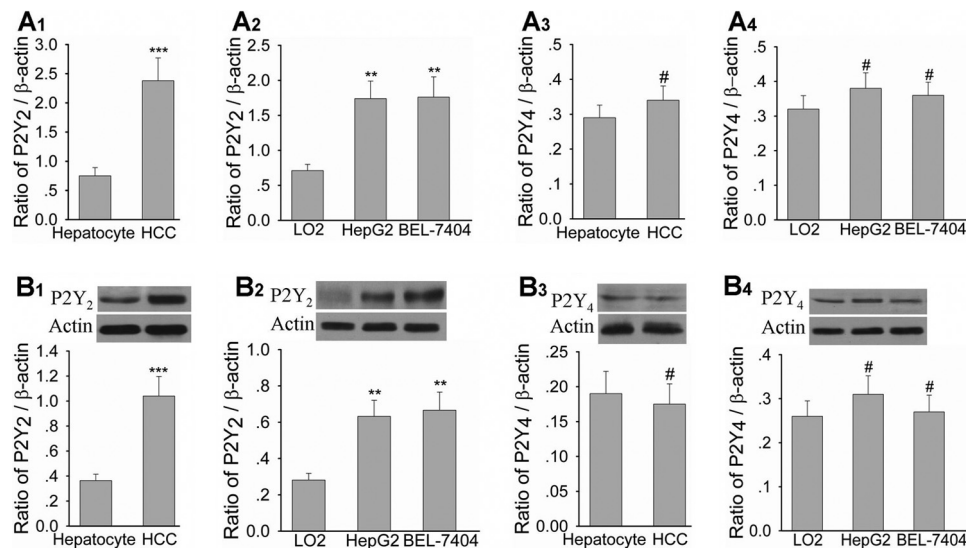 A1
Ratio of P2Y2 / β-actin
3.0
2.5
2.0
1.5
1.0
.5
0.0
***
Hepatocyte HCC
A2
Ratio of P2Y2 / β-actin
2.5
2.0
1.5
1.0
.5
0.0
** **
LO2 HepG2 BEL-7404
A3
Ratio of P2Y4 / β-actin
.5
.4
.3
.2
.1
0
#
Hepatocyte HCC
A4
Ratio of P2Y4 / β-actin
.5
.4
.3
.2
.1
.0
# #
LO2 HepG2 BEL-7404
B1
P2Y2
Actin
Ratio of P2Y2 / β-actin
1.4
1.2
1.0
.8
.6
.4
.2
0.0
***
Hepatocyte HCC
B2
P2Y2
Actin
Ratio of P2Y2 / β-actin
1.0
.8
.6
.4
.2
0.0
** **
LO2 HepG2 BEL-7404
B3
P2Y4
Actin
Ratio of P2Y4 / β-actin
.25
.20
.15
.10
.05
0.00
#
Hepatocyte HCC
B4
P2Y4
Actin
Ratio of P2Y4 / β-actin
.4
.3
.2
.1
0
# #
LO2 HepG2 BEL-7404